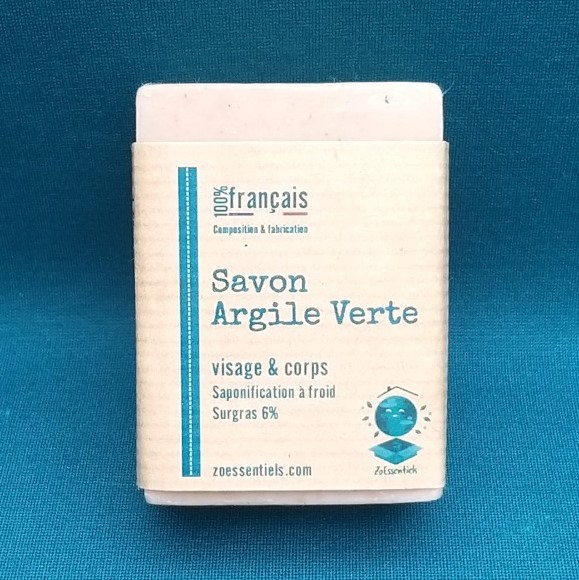 100% français
Composition & fabrication
Savon
Argile Verte
visage & corps
Saponification à froid
Surgras 6%
zoessentiels.com
ZoEssentiels